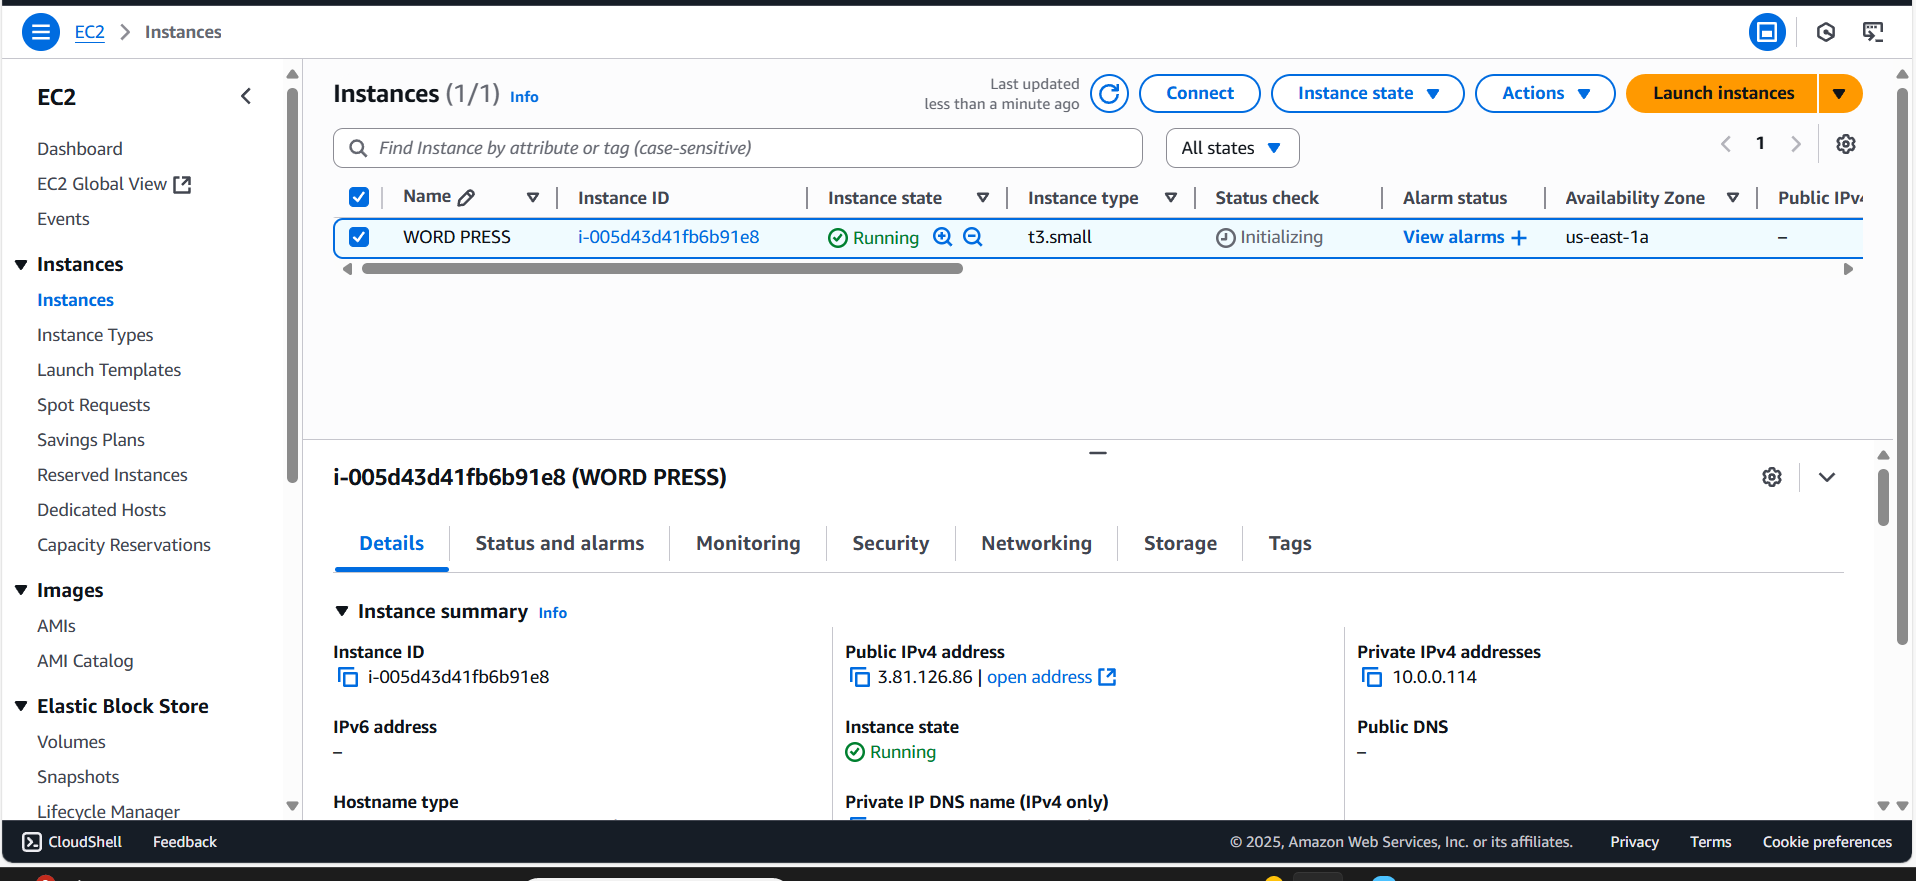 EC2 > Instances
EC2
Dashboard
EC2 Global View
Events
Instances
Instances
Instance Types
Launch Templates
Spot Requests
Savings Plans
Reserved Instances
Dedicated Hosts
Capacity Reservations
Images
AMIs
AMI Catalog
Elastic Block Store
Volumes
Snapshots
Lifecycle Manager
Instances (1/1) Info
Last updated
less than a minute ago
Connect
Instance state
Actions
Launch instances
Find Instance by attribute or tag (case-sensitive)
All states
1
Name Instance ID Instance state Instance type Status check Alarm status Availability Zone Public IPv4
WORD PRESS i-005d43d41fb6b91e8 Running t3.small Initializing View alarms + us-east-1a –
i-005d43d41fb6b91e8 (WORD PRESS)
Details Status and alarms Monitoring Security Networking Storage Tags
Instance summary Info
Instance ID
i-005d43d41fb6b91e8
Public IPv4 address
3.81.126.86 | open address
Private IPv4 addresses
10.0.0.114
IPv6 address
–
Instance state
Running
Public DNS
–
Hostname type
Private IP DNS name (IPv4 only)
CloudShell Feedback © 2025, Amazon Web Services, Inc. or its affiliates. Privacy Terms Cookie preferences